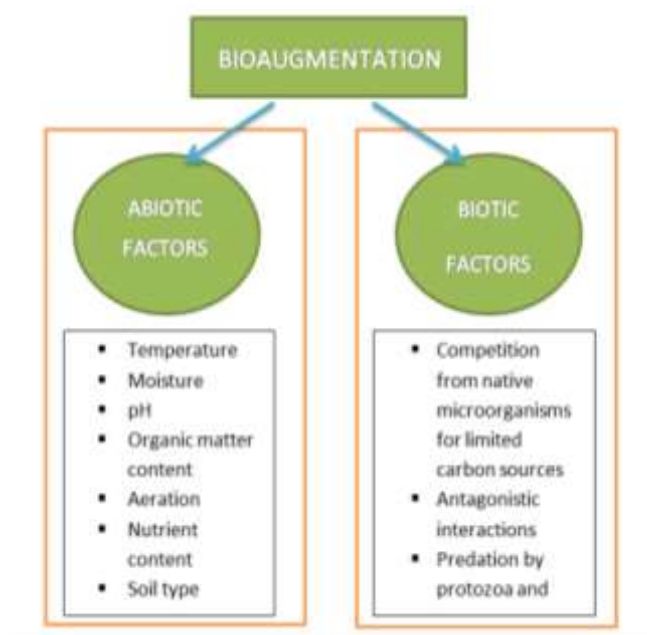 BIOAUGMENTATION
ABIOTIC
FACTORS
▪ Temperature
▪ Moisture
▪ pH
▪ Organic matter
content
▪ Aeration
▪ Nutrient
content
▪ Soil type
BIOTIC
FACTORS
▪ Competition
from native
microorganisms
for limited
carbon sources
▪ Antagonistic
interactions
▪ Predation by
protozoa and